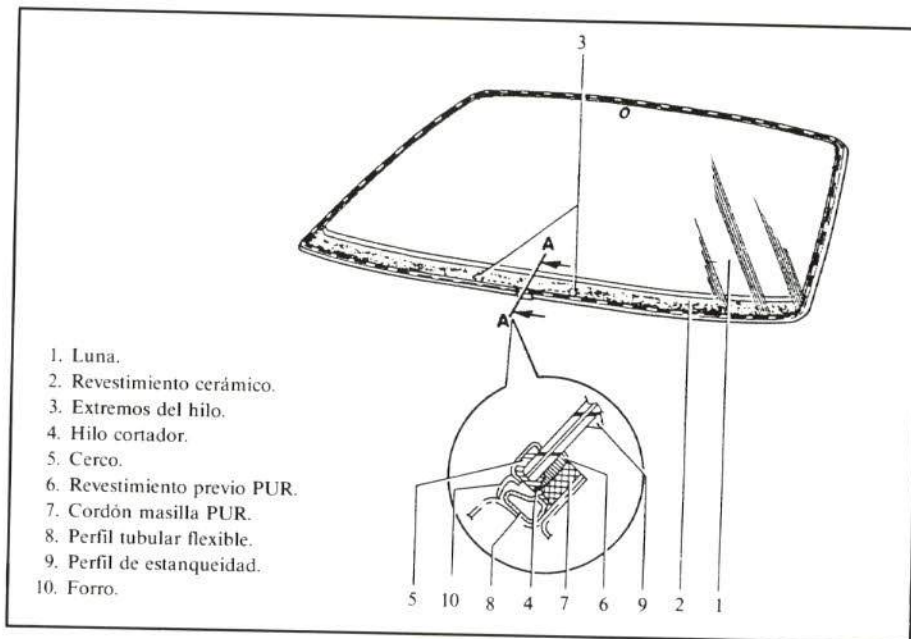 3
O
A
A
1. Luna.
2. Revestimiento cerámico.
3. Extremos del hilo.
4. Hilo cortador.
5. Cerco.
6. Revestimiento previo PUR.
7. Cordón masilla PUR.
8. Perfil tubular flexible.
9. Perfil de estanqueidad.
10. Forro.
5 10 8 4 7 6 9 2 1